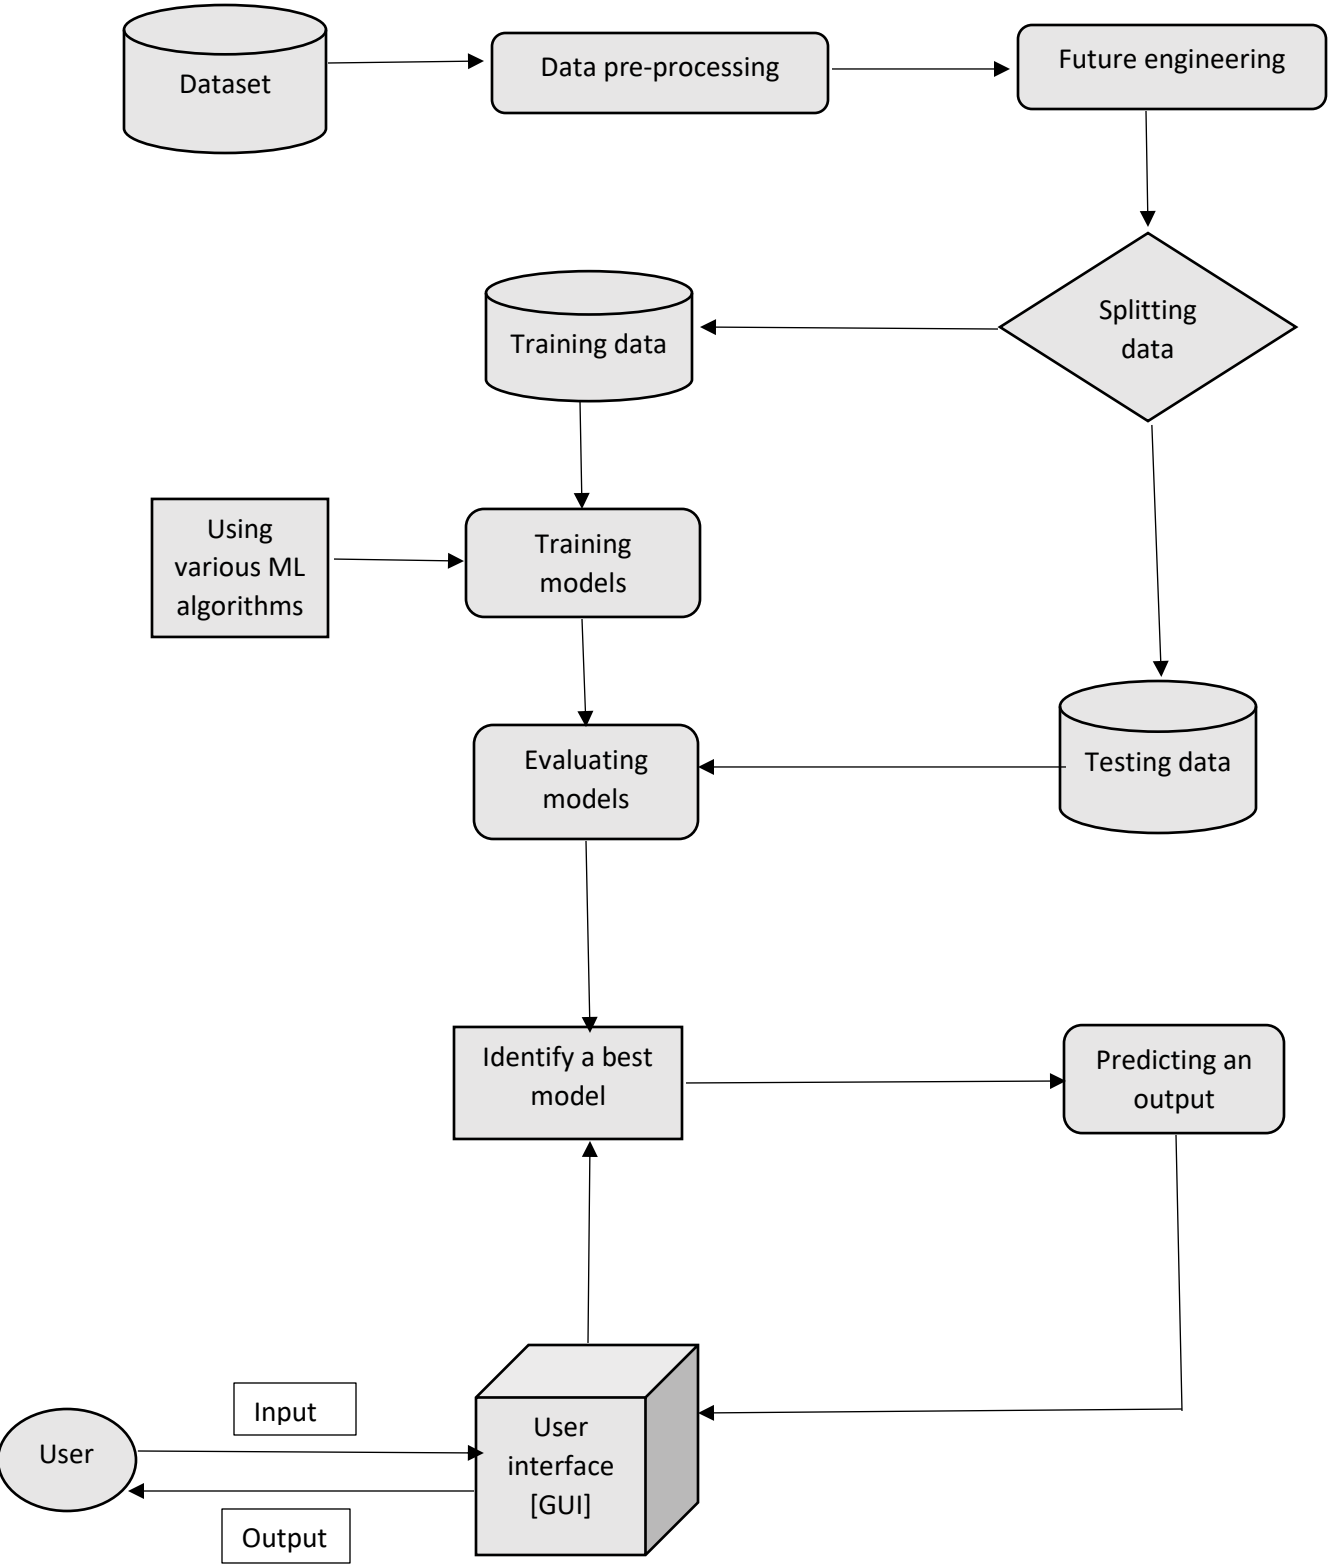 Dataset
Data pre-processing
Future engineering
Splitting
data
Training data
Using
various ML
algorithms
Training
models
Evaluating
models
Testing data
Identify a best
model
Predicting an
output
Input
User
User
interface
[GUI]
Output